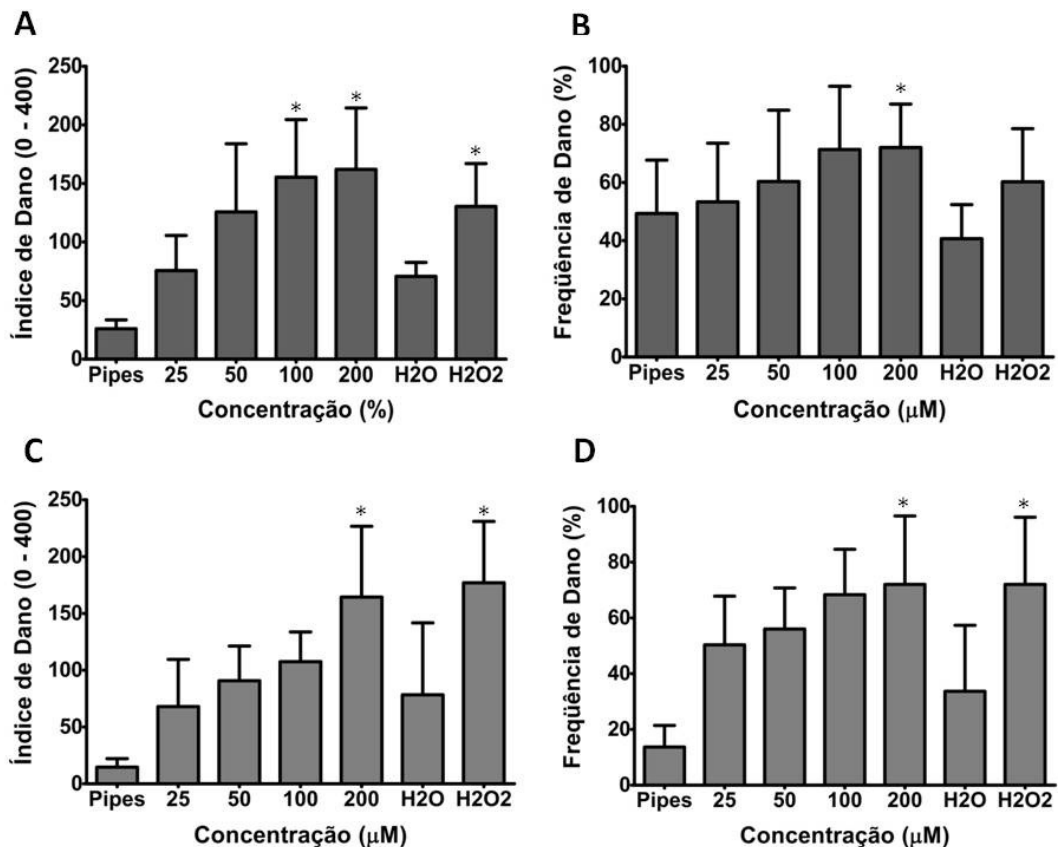 A
Índice de Dano (0 - 400)
250
200
150
100
50
0
* * *
Pipes 25 50 100 200 H2O H2O2
Concentração (%)
B
Freqüência de Dano (%)
100
80
60
40
20
0
*
Pipes 25 50 100 200 H2O H2O2
Concentração (μM)
C
Índice de Dano (0 - 400)
250
200
150
100
50
0
* *
Pipes 25 50 100 200 H2O H2O2
Concentração (μM)
D
Freqüência de Dano (%)
100
80
60
40
20
0
* *
Pipes 25 50 100 200 H2O H2O2
Concentração (μM)